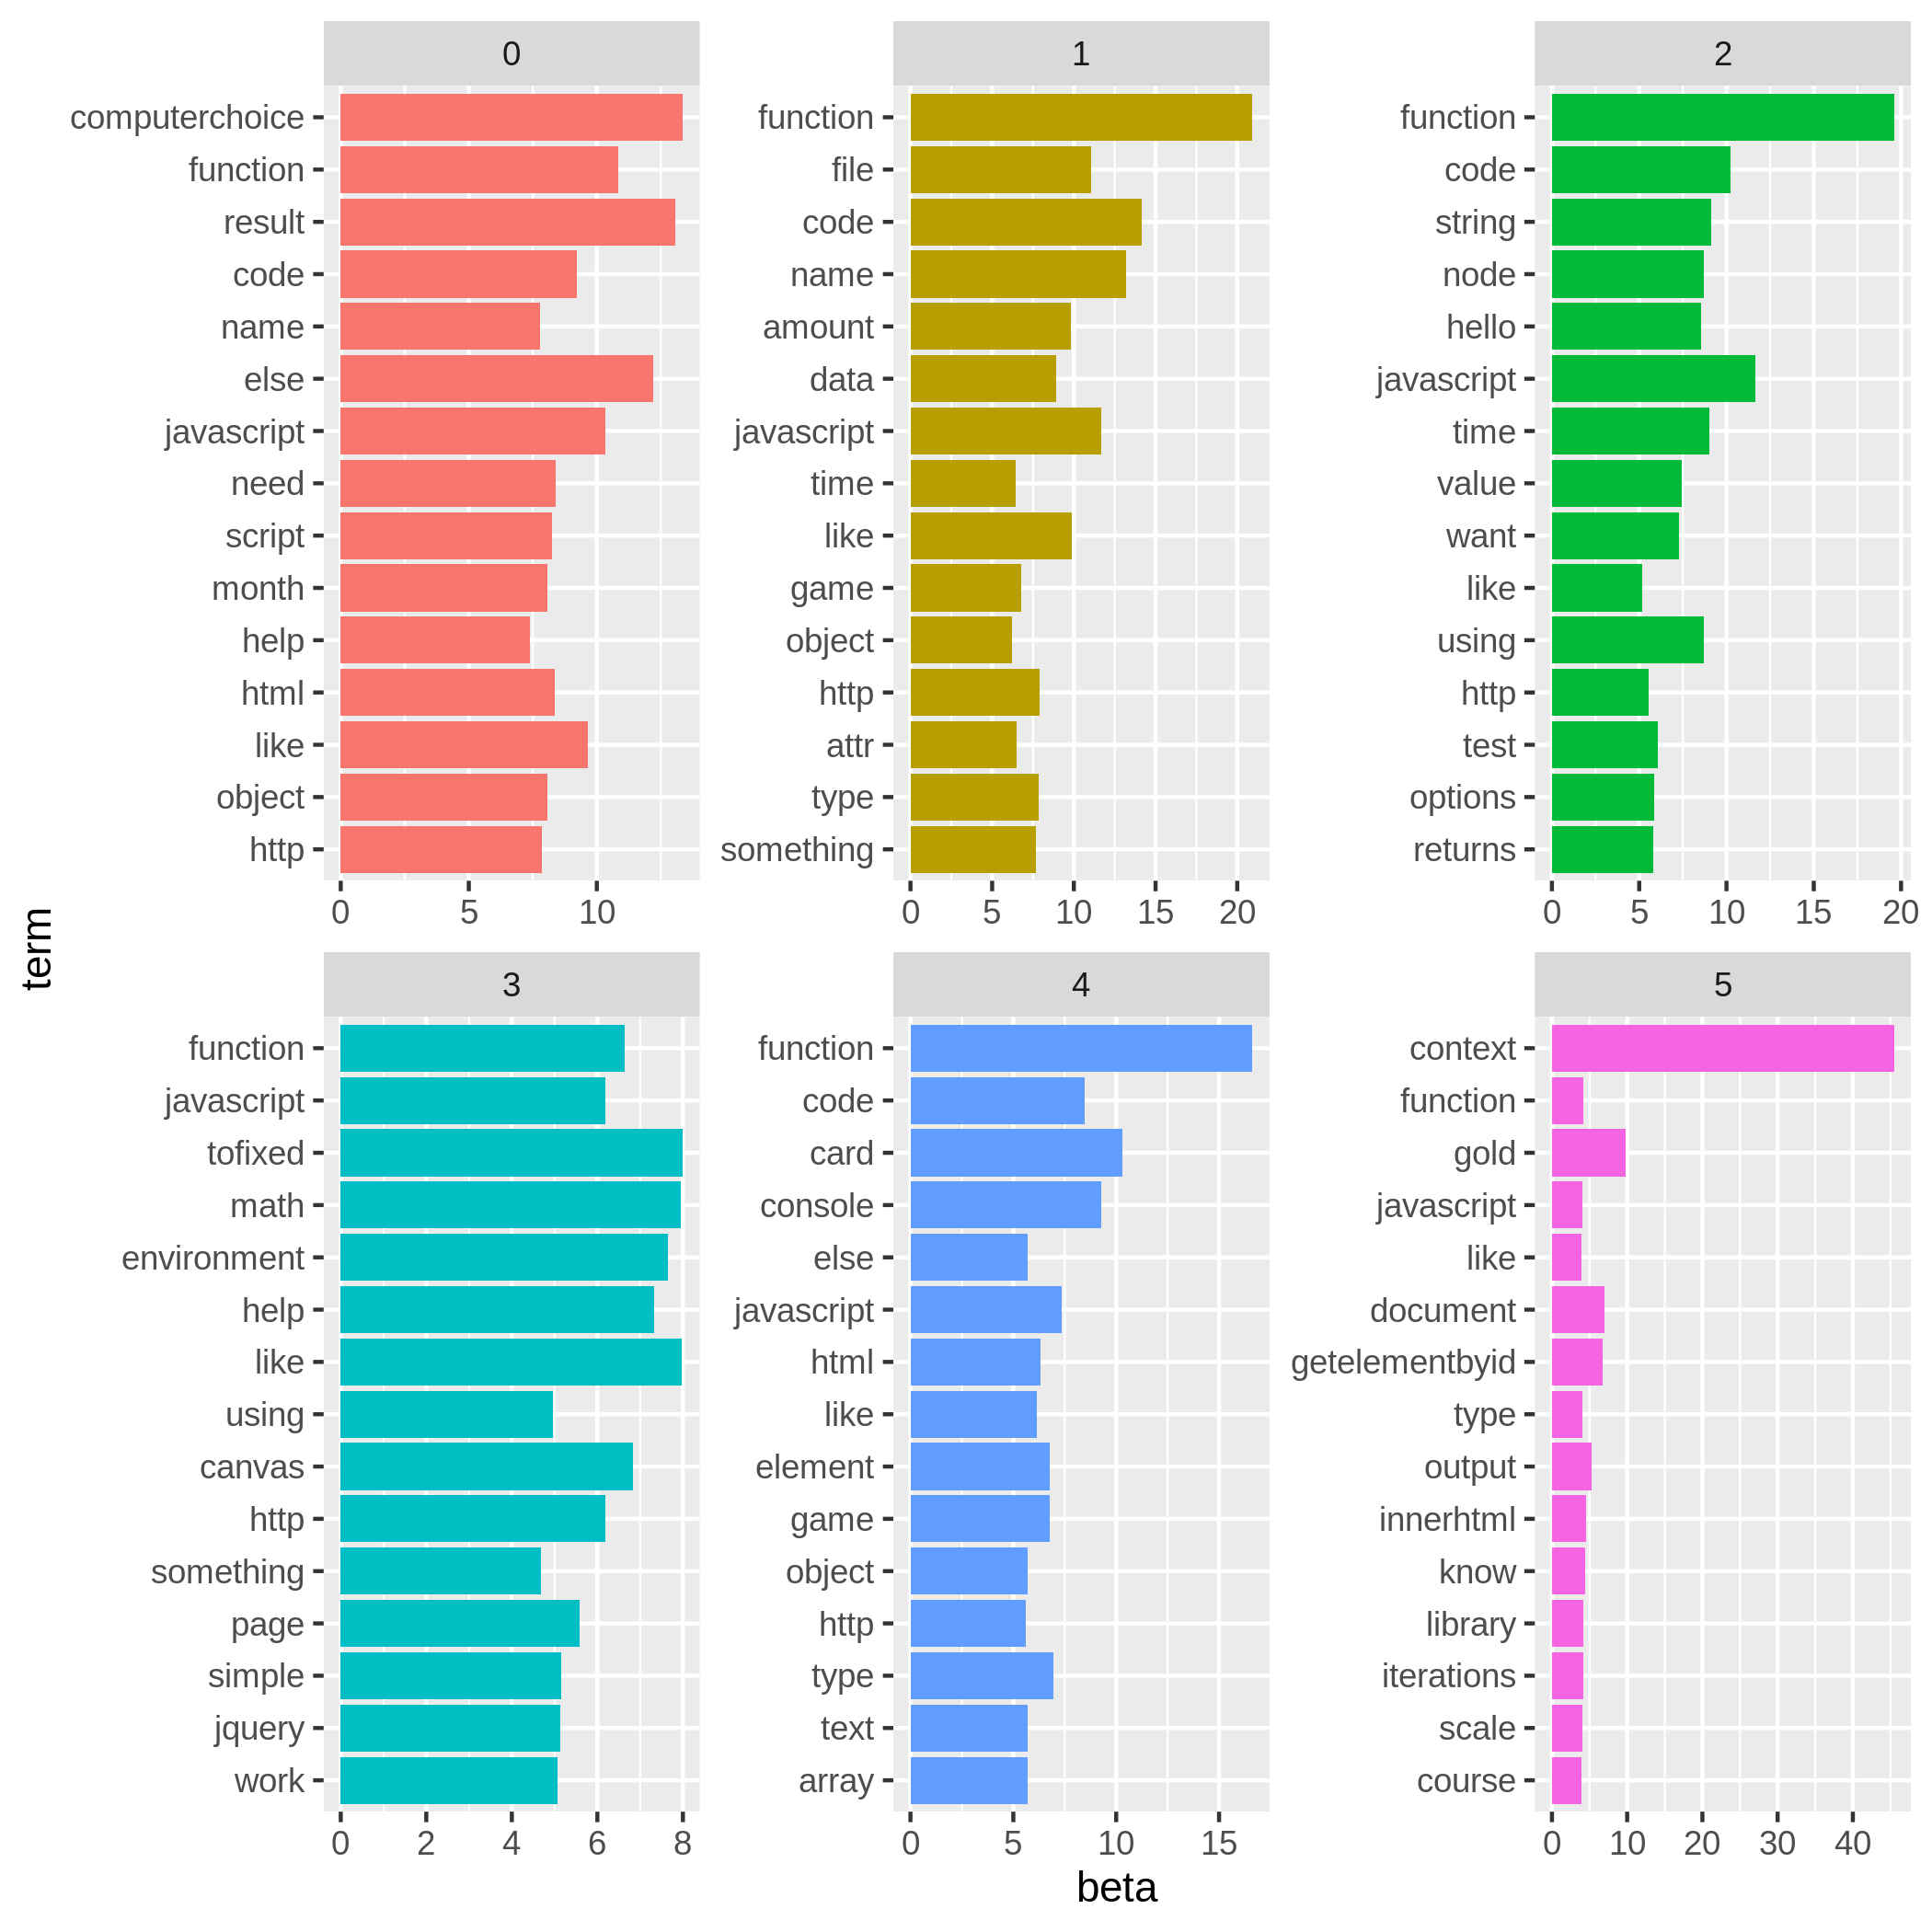 0
computerchoice
function
result
code
name
else
javascript
need
script
month
help
html
like
object
http
0 5 10
1
function
file
code
name
amount
data
javascript
time
like
game
object
http
attr
type
something
0 5 10 15 20
2
function
code
string
node
hello
javascript
time
value
want
like
using
http
test
options
returns
0 5 10 15 20
term
3
function
javascript
tofixed
math
environment
help
like
using
canvas
http
something
page
simple
jquery
work
0 2 4 6 8
4
function
code
card
console
else
javascript
html
like
element
game
object
http
type
text
array
0 5 10 15
5
context
function
gold
javascript
like
document
getelementbyid
type
output
innerhtml
know
library
iterations
scale
course
0 10 20 30 40
beta